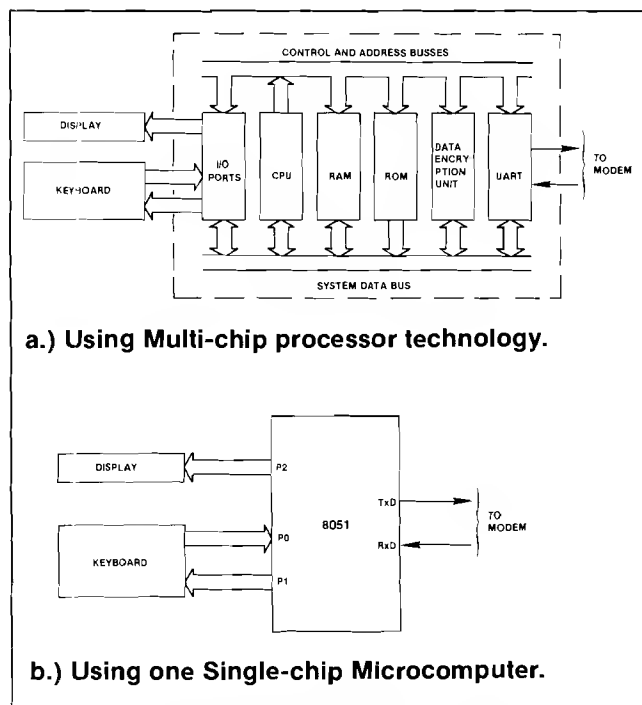 CONTROL AND ADDRESS BUSSES
DISPLAY
KEYBOARD
I/O
PORTS
CPU
RAM
ROM
DATA
ENCRYP
TION
UNIT
UART
TO
MODEM
SYSTEM DATA BUS
a.) Using Multi-chip processor technology.
DISPLAY
KEYBOARD
P2
P0
P1
8051
TxD
RxD
TO
MODEM
b.) Using one Single-chip Microcomputer.